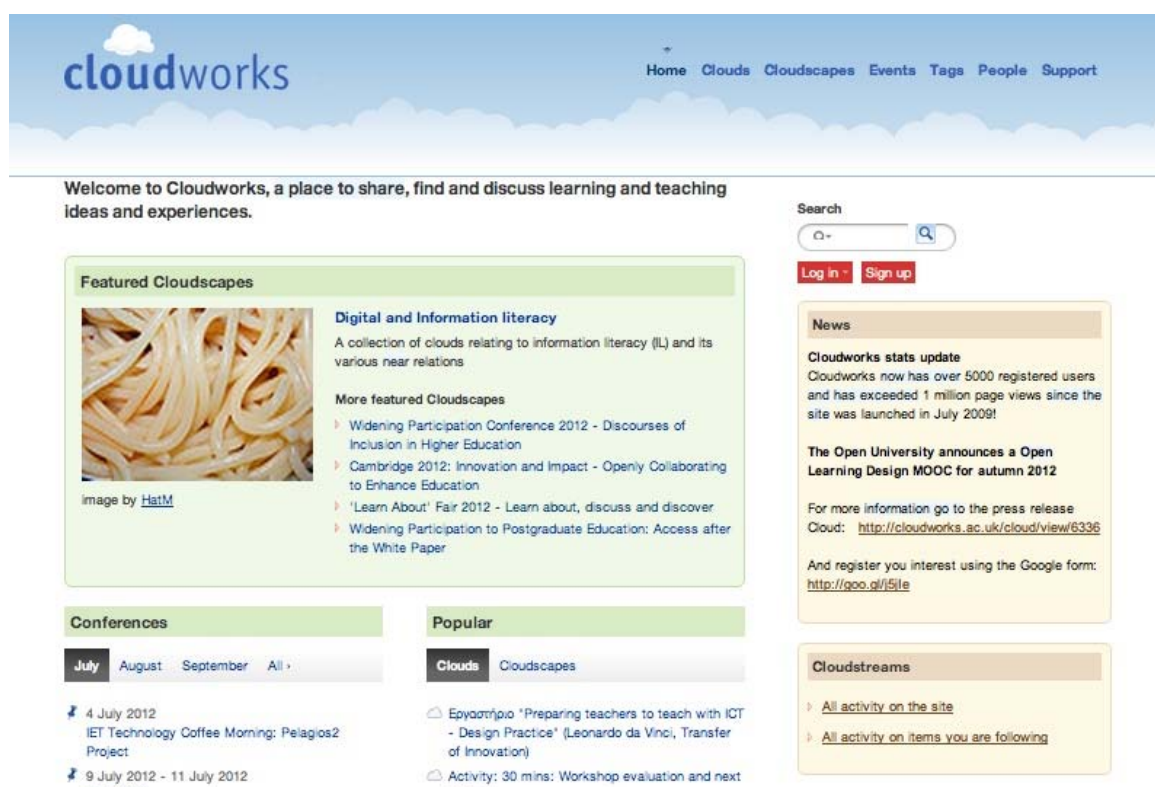 cloudworks
Home Clouds Cloudscapes Events Tags People Support
Welcome to Cloudworks, a place to share, find and discuss learning and teaching
ideas and experiences.
Featured Cloudscapes
image by HatM
Digital and Information literacy
A collection of clouds relating to information literacy (IL) and its
various near relations
More featured Cloudscapes
Widening Participation Conference 2012 - Discourses of
Inclusion in Higher Education
Cambridge 2012: Innovation and Impact - Openly Collaborating
to Enhance Education
'Learn About' Fair 2012 - Learn about, discuss and discover
Widening Participation to Postgraduate Education: Access after
the White Paper
Conferences
July August September All ›
4 July 2012
IET Technology Coffee Morning: Pelagios2
Project
9 July 2012 - 11 July 2012
Popular
Clouds Cloudscapes
Εργαστήριο "Preparing teachers to teach with ICT
- Design Practice" (Leonardo da Vinci, Transfer
of Innovation)
Activity: 30 mins: Workshop evaluation and next
Search
Log in Sign up
News
Cloudworks stats update
Cloudworks now has over 5000 registered users
and has exceeded 1 million page views since the
site was launched in July 2009!
The Open University announces a Open
Learning Design MOOC for autumn 2012
For more information go to the press release
Cloud: http://cloudworks.ac.uk/cloud/view/6336
And register you interest using the Google form:
http://goo.gl/j5jIe
Cloudstreams
All activity on the site
All activity on items you are following